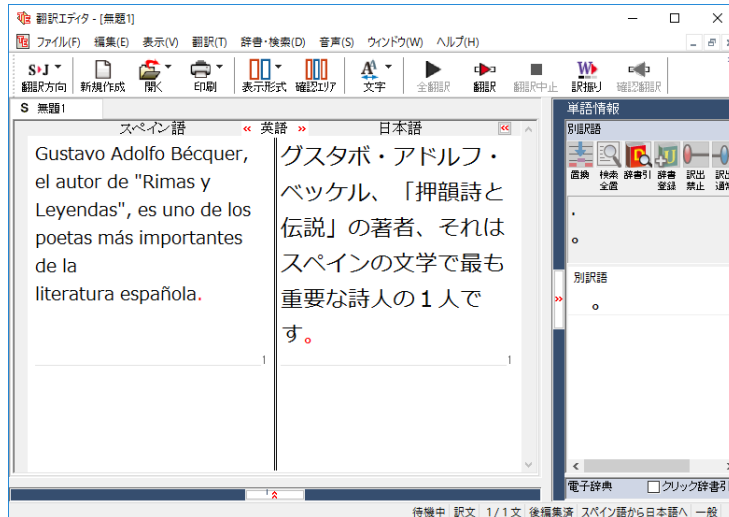 翻訳エディタ - [無題1]
ファイル(F) 編集(E) 表示(V) 翻訳(T) 辞書・検索(D) 音声(S) ウィンドウ(W) ヘルプ(H)
S›J A W
翻訳方向 新規作成 開く 印刷 表示形式 確認エリア 文字 全翻訳 翻訳 翻訳中止 訳振り 確認翻訳
S 無題1
スペイン語 « 英語 » 日本語 «
Gustavo Adolfo Bécquer,
el autor de "Rimas y
Leyendas", es uno de los
poetas más importantes
de la
literatura española.
1
グスタボ・アドルフ・
ベッケル、「押韻詩と
伝説」の著者、それは
スペインの文学で最も
重要な詩人の1人で
す。
1
単語情報
別訳語
置換 検索全置 辞書引 辞書登録 訳出禁止
.
。
別訳語
。
»
電子辞典 クリック辞書引
待機中 訳文 1/1文 後編集済 スペイン語から日本語へ 一般